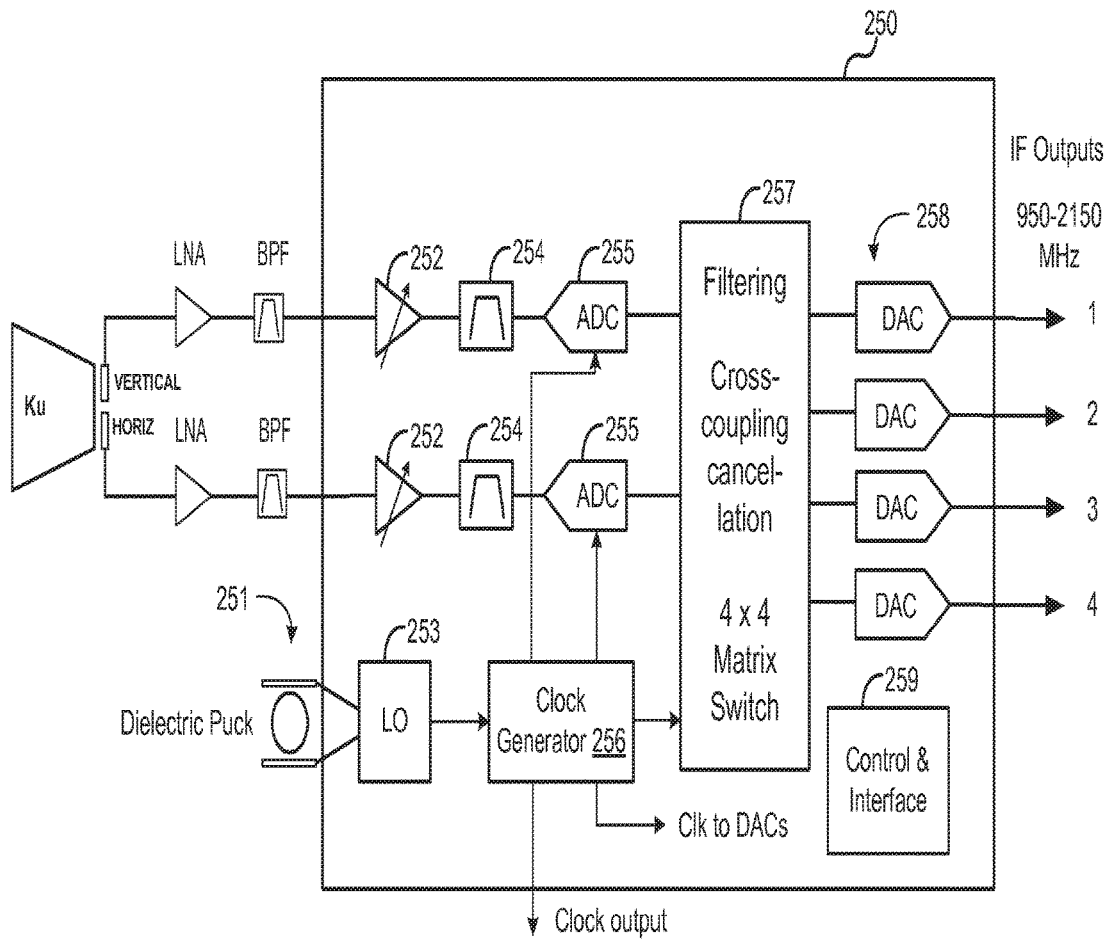 250
IF Outputs
950-2150
MHz
257
258
LNA
BPF
252
254
255
Filtering
ADC
DAC
1
Ku
VERTICAL
HORIZ
Cross-
coupling
cancel-
lation
DAC
2
LNA
BPF
252
254
255
ADC
DAC
3
4 x 4
Matrix
Switch
DAC
4
251
253
259
Dielectric Puck
LO
Clock
Generator 256
Control &
Interface
Clk to DACs
Clock output